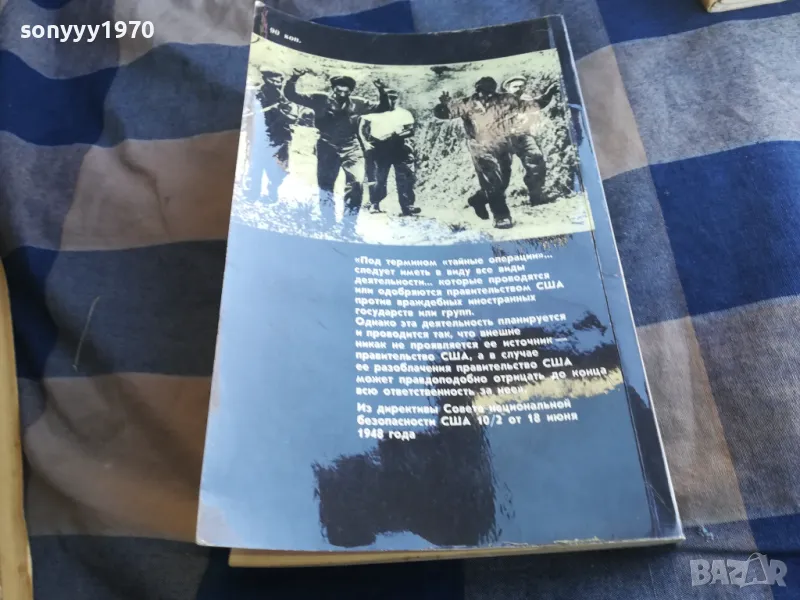 sonyyy1970
90 коп.
«Под термином «тайные операции»...
следует иметь в виду все виды
деятельности... которые проводятся
или одобряются правительством США
против враждебных иностранных
государств или групп.
Однако эта деятельность планируется
и проводится так, что внешне
никак не проявляется ее источник —
правительство США, а в случае
ее разоблачения правительство США
может правдоподобно отрицать до конца
всю ответственность за нее».
Из директивы Совета национальной
безопасности США 10/2 от 18 июня
1948 года
BAZAR